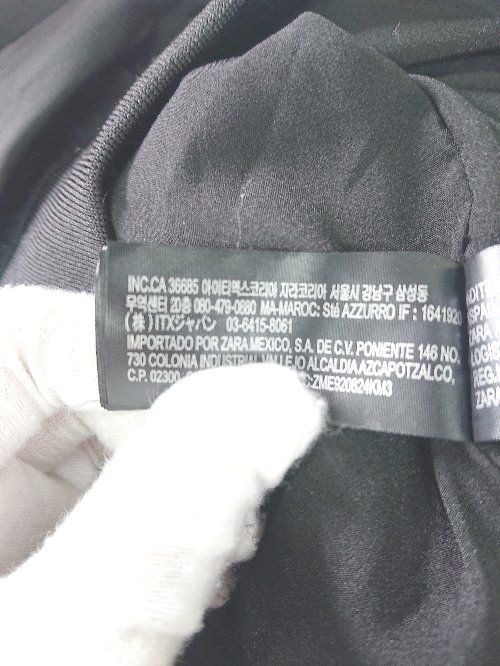 INC.CA 36685 아이티엑스코리아 자라코리아 서울시 강남구 삼성동
무역센터 20층 080-479-0880 MA-MAROC: Sté AZZURRO IF : 1641920
(株) ITXジャパン 03-6415-8061
IMPORTADO POR ZARA MEXICO, S.A. DE C.V. PONIENTE 146 NO.
730 COLONIA INDUSTRIAL VALLEJO ALCALDIA AZCAPOTZALCO,
C.P. 02300
ZARA